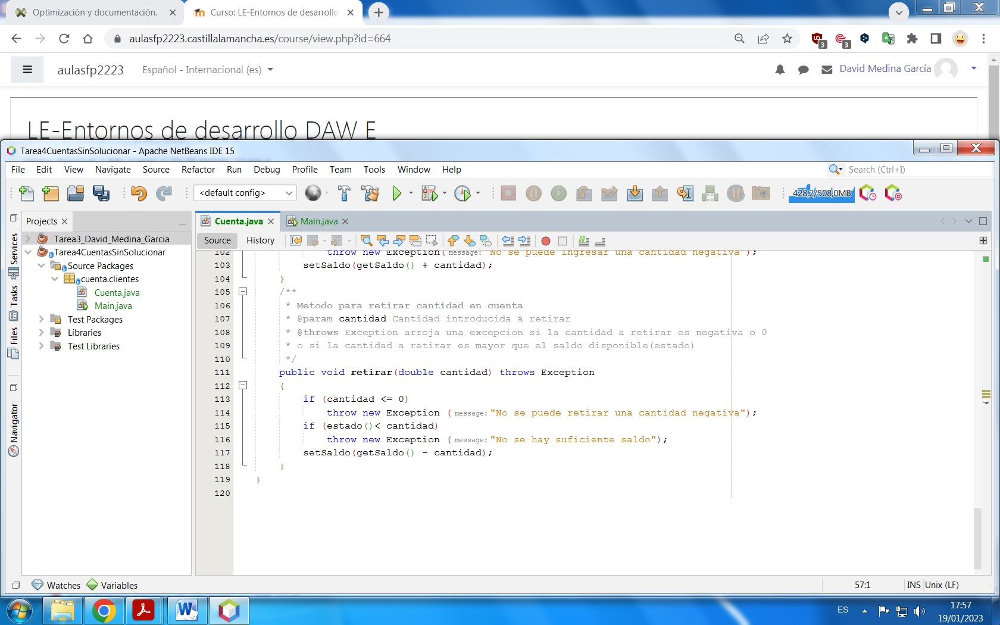 Optimización y documentación.
Curso: LE-Entornos de desarrollo
aulasfp2223.castillalamancha.es/course/view.php?id=664
3
3
aulasfp2223
Español - Internacional (es)
David Medina García
LE-Entornos de desarrollo DAW E
Tarea4CuentasSinSolucionar - Apache NetBeans IDE 15
File Edit View Navigate Source Refactor Run Debug Profile Team Tools Window Help
Search (Ctrl+I)
<default config>
428,2/508,0MB
Projects
Services
Tasks
Files
Navigator
Tarea3_David_Medina_Garcia
Tarea4CuentasSinSolucionar
Source Packages
cuenta.clientes
Cuenta.java
Main.java
Test Packages
Libraries
Test Libraries
Cuenta.java
Main.java
Source History
102 throw new Exception( message: "No se puede ingresar una cantidad negativa");
103 setSaldo(getSaldo() + cantidad);
104 }
105 /**
106 * Metodo para retirar cantidad en cuenta
107 * @param cantidad Cantidad introducida a retirar
108 * @throws Exception arroja una excepcion si la cantidad a retirar es negativa o 0
109 * o si la cantidad a retirar es mayor que el saldo disponible(estado)
110 */
111 public void retirar(double cantidad) throws Exception
112 {
113 if (cantidad <= 0)
114 throw new Exception ( message: "No se puede retirar una cantidad negativa");
115 if (estado()< cantidad)
116 throw new Exception ( message: "No se hay suficiente saldo");
117 setSaldo(getSaldo() - cantidad);
118 }
119 }
120
Watches
Variables
57:1
INS
Unix (LF)
ES
17:57
19/01/2023